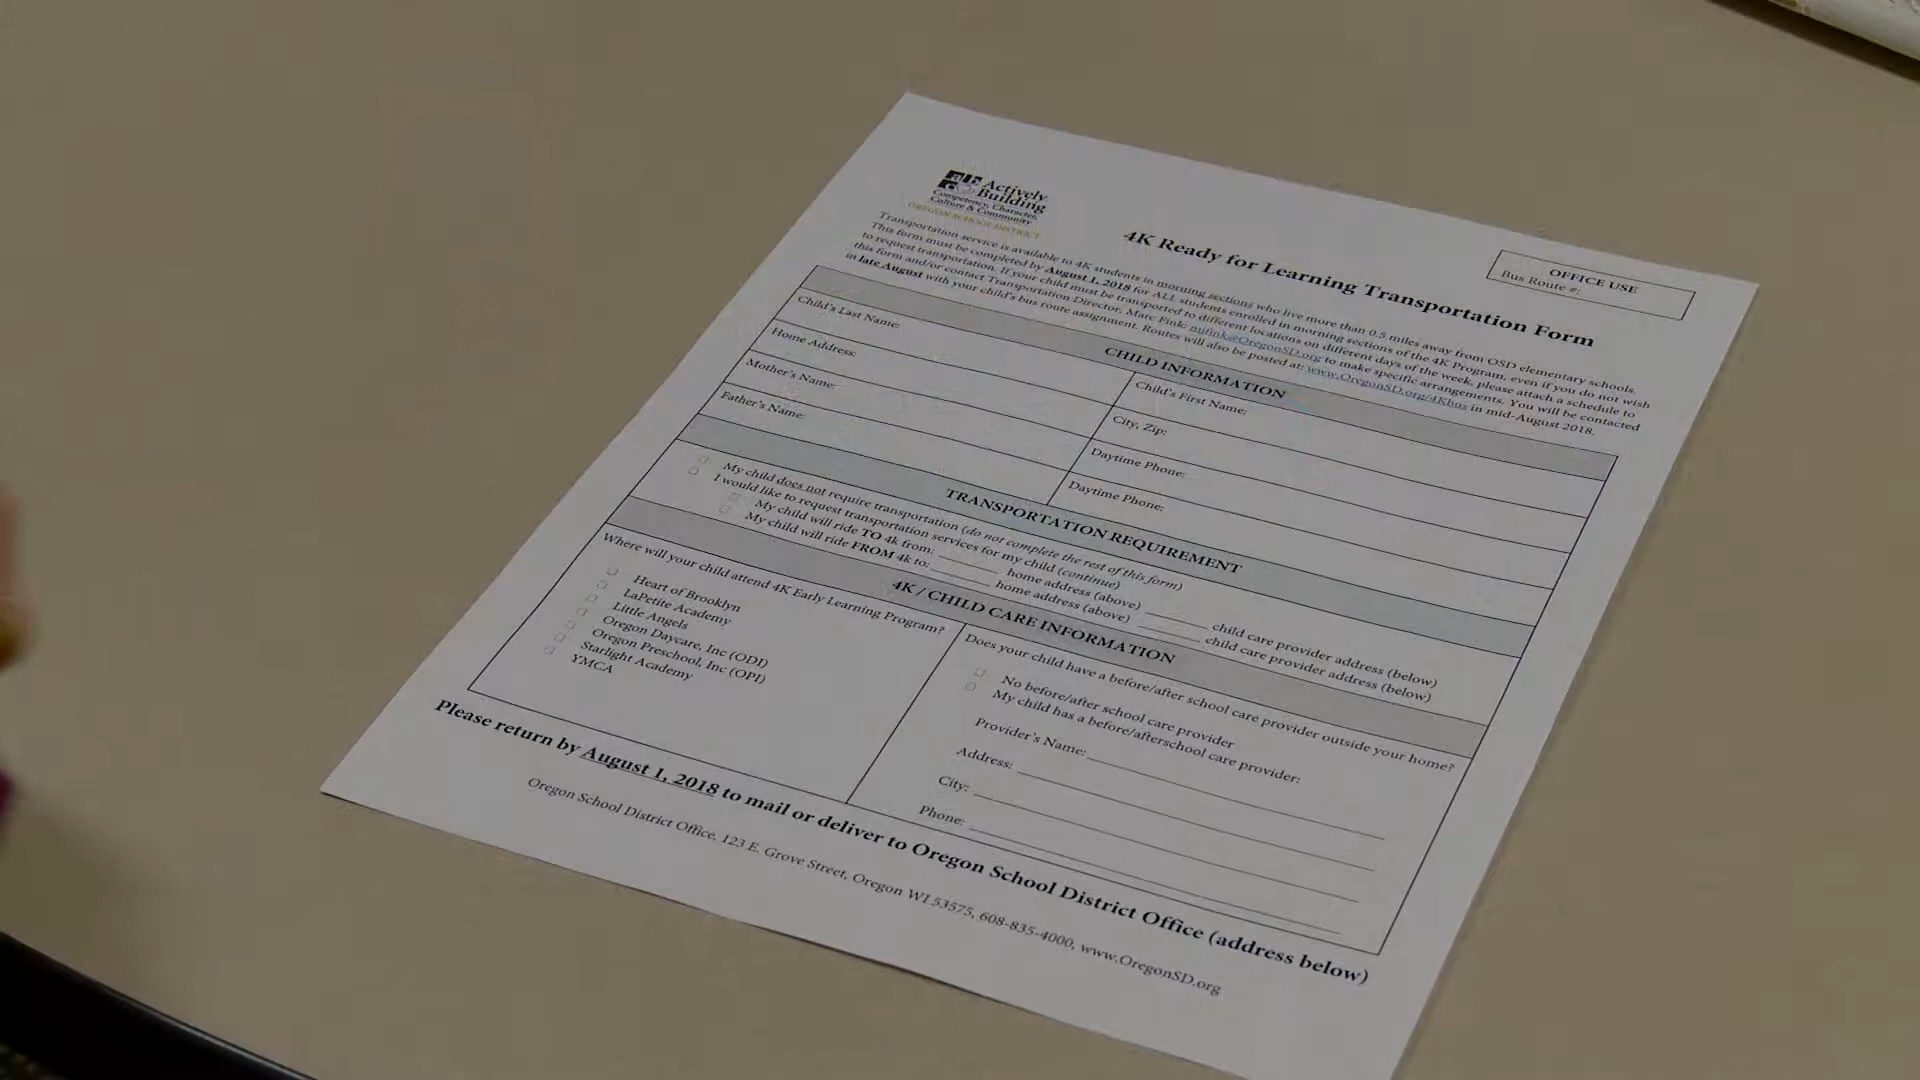 Actively
Building
Competency, Character,
Culture & Community
OREGON SCHOOL DISTRICT
4K Ready for Learning Transportation Form
OFFICE USE
Bus Route #:
Transportation service is available to 4K students in morning sections who live more than 0.5 miles away from OSD elementary schools.
This form must be completed by August 1, 2018 for ALL students enrolled in morning sections of the 4K Program, even if you do not wish
to request transportation. If your child must be transported to different locations on different days of the week, please attach a schedule to
this form and/or contact Transportation Director, Marc Fink: mjfink@OregonSD.org to make specific arrangements. You will be contacted
in late August with your child's bus route assignment. Routes will also be posted at: www.OregonSD.org/4Kbus in mid-August 2018.
CHILD INFORMATION
Child's Last Name:
Child's First Name:
Home Address:
City, Zip:
Mother's Name:
Daytime Phone:
Father's Name:
Daytime Phone:
TRANSPORTATION REQUIREMENT
My child does not require transportation (do not complete the rest of this form)
I would like to request transportation services for my child (continue)
My child will ride TO 4k from: ______ home address (above) ______ child care provider address (below)
My child will ride FROM 4k to: ______ home address (above) ______ child care provider address (below)
4K / CHILD CARE INFORMATION
Where will your child attend 4K Early Learning Program?
Heart of Brooklyn
LaPetite Academy
Little Angels
Oregon Daycare, Inc (ODI)
Oregon Preschool, Inc (OPI)
Starlight Academy
YMCA
Does your child have a before/after school care provider outside your home?
No before/after school care provider
My child has a before/afterschool care provider:
Provider's Name:
Address:
City:
Phone:
Please return by August 1, 2018 to mail or deliver to Oregon School District Office (address below)
Oregon School District Office, 123 E. Grove Street, Oregon WI 53575, 608-835-4000, www.OregonSD.org